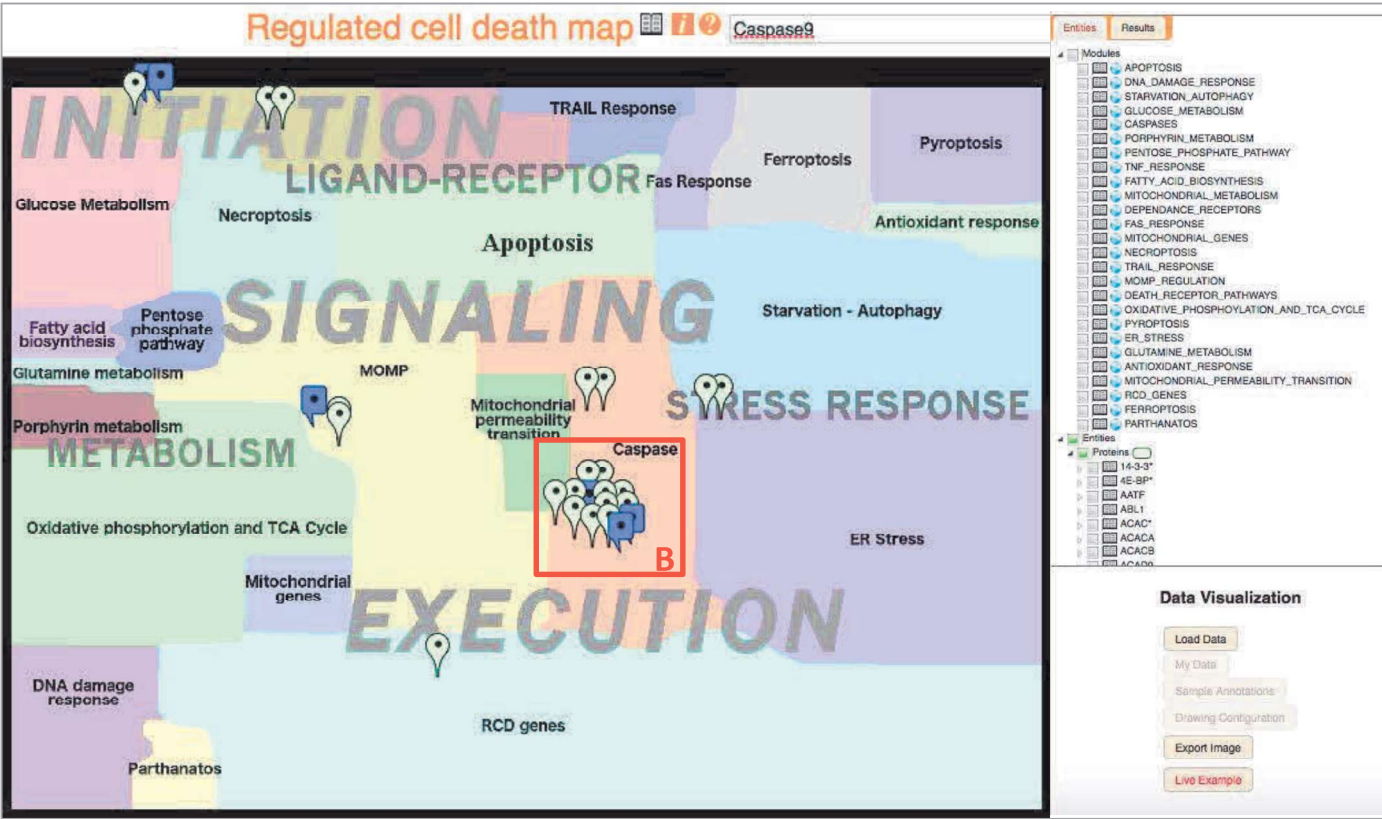 Regulated cell death map
Caspase9
INITIATION
TRAIL Response
Pyroptosis
Ferroptosis
LIGAND-RECEPTOR
Fas Response
Glucose Metabolism
Necroptosis
Antioxidant response
Apoptosis
SIGNALING
Starvation - Autophagy
Pentose
phosphate
pathway
Fatty acid
biosynthesis
Glutamine metabolism
MOMP
Mitochondrial
permeability
transition
STRESS RESPONSE
Porphyrin metabolism
METABOLISM
Caspase
Oxidative phosphorylation and TCA Cycle
ER Stress
B
Mitochondrial
genes
EXECUTION
DNA damage
response
RCD genes
Parthanatos
Entities
Results
Modules
APOPTOSIS
DNA_DAMAGE_RESPONSE
STARVATION_AUTOPHAGY
GLUCOSE_METABOLISM
CASPASES
PORPHYRIN_METABOLISM
PENTOSE_PHOSPHATE_PATHWAY
TNF_RESPONSE
FATTY_ACID_BIOSYNTHESIS
MITOCHONDRIAL_METABOLISM
DEPENDANCE_RECEPTORS
FAS_RESPONSE
MITOCHONDRIAL_GENES
NECROPTOSIS
TRAIL_RESPONSE
MOMP_REGULATION
DEATH_RECEPTOR_PATHWAYS
OXIDATIVE_PHOSPHOYLATION_AND_TCA_CYCLE
PYROPTOSIS
ER_STRESS
GLUTAMINE_METABOLISM
ANTIOXIDANT_RESPONSE
MITOCHONDRIAL_PERMEABILITY_TRANSITION
RCD_GENES
FERROPTOSIS
PARTHANATOS
Entities
Proteins
14-3-3*
4E-BP*
AATF
ABL1
ACAC*
ACACA
ACACB
Data Visualization
Load Data
My Data
Sample Annotations
Drawing Configuration
Export Image
Live Example